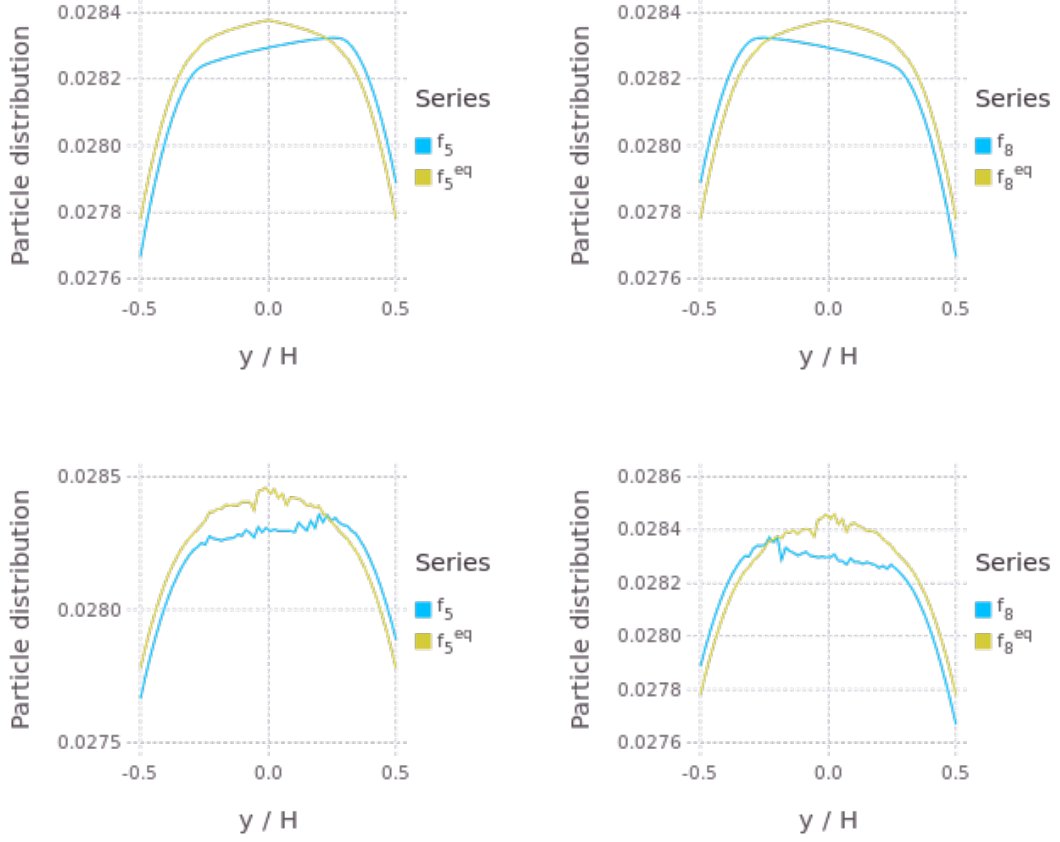 Particle distribution
0.0284
0.0282
0.0280
0.0278
0.0276
-0.5 0.0 0.5
y / H
Series
f5
f5eq
Particle distribution
0.0284
0.0282
0.0280
0.0278
0.0276
-0.5 0.0 0.5
y / H
Series
f8
f8eq
Particle distribution
0.0285
0.0280
0.0275
-0.5 0.0 0.5
y / H
Series
f5
f5eq
Particle distribution
0.0286
0.0284
0.0282
0.0280
0.0278
0.0276
-0.5 0.0 0.5
y / H
Series
f8
f8eq